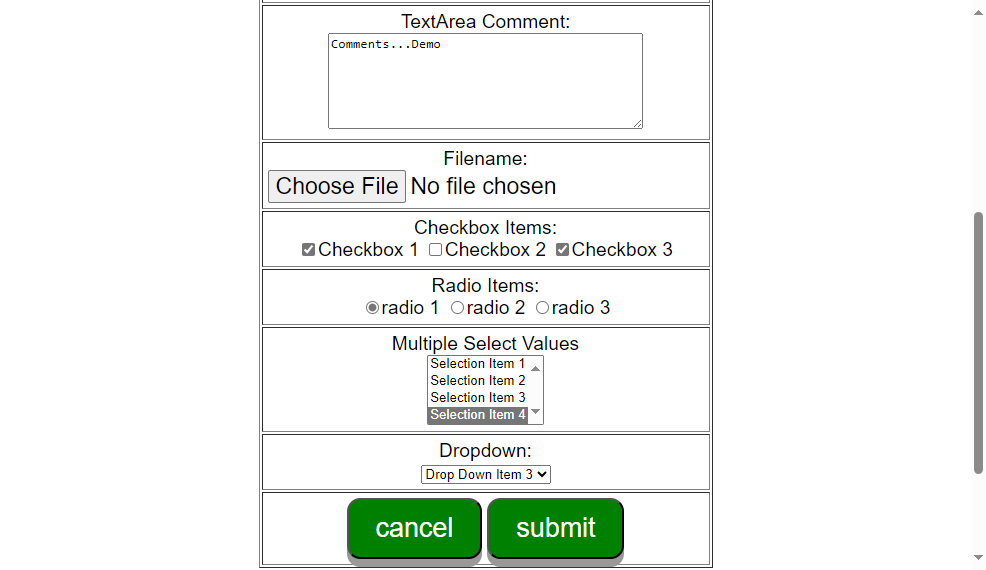 TextArea Comment:
Comments...Demo
Filename:
Choose File No file chosen
Checkbox Items:
Checkbox 1 Checkbox 2 Checkbox 3
Radio Items:
radio 1 radio 2 radio 3
Multiple Select Values
Selection Item 1
Selection Item 2
Selection Item 3
Selection Item 4
Dropdown:
Drop Down Item 3
cancel submit